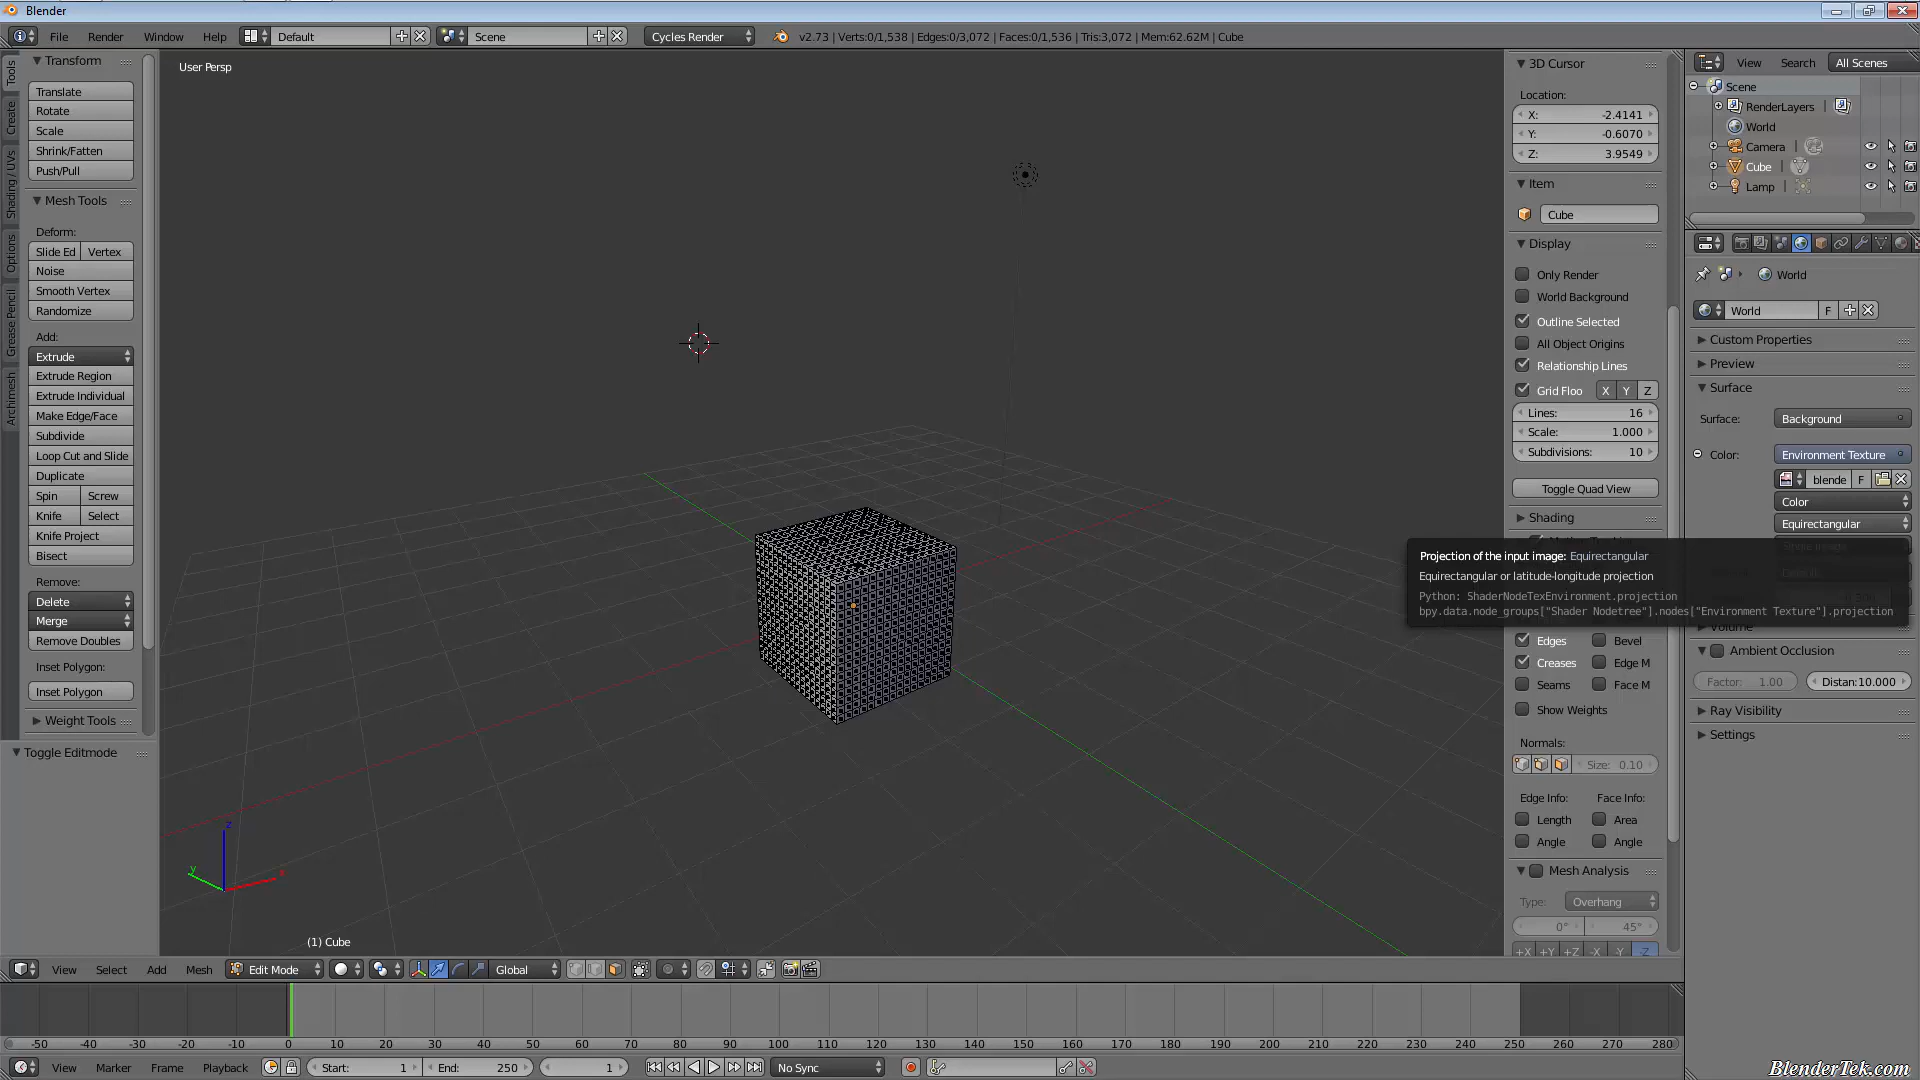 Blender
File Render Window Help Default Scene Cycles Render v2.73 | Verts:0/1,538 | Edges:0/3,072 | Faces:0/1,536 | Tris:3,072 | Mem:62.62M | Cube
Tools
Create
Shading / UVs
Options
Grease Pencil
Archimesh
Transform
Translate
Rotate
Scale
Shrink/Fatten
Push/Pull
Mesh Tools
Deform:
Slide Ed Vertex
Noise
Smooth Vertex
Randomize
Add:
Extrude
Extrude Region
Extrude Individual
Make Edge/Face
Subdivide
Loop Cut and Slide
Duplicate
Spin Screw
Knife Select
Knife Project
Bisect
Remove:
Delete
Merge
Remove Doubles
Inset Polygon:
Inset Polygon
Weight Tools
Toggle Editmode
User Persp
z
y
x
(1) Cube
3D Cursor
Location:
X: -2.4141
Y: -0.6070
Z: 3.9549
Item
Cube
Display
Only Render
World Background
Outline Selected
All Object Origins
Relationship Lines
Grid Floo X Y Z
Lines: 16
Scale: 1.000
Subdivisions: 10
Toggle Quad View
Shading
Projection of the input image: Equirectangular
Equirectangular or latitude-longitude projection
Python: ShaderNodeTexEnvironment.projection
bpy.data.node_groups["Shader Nodetree"].nodes["Environment Texture"].projection
Edges Bevel
Creases Edge M
Seams Face M
Show Weights
Normals:
Size: 0.10
Edge Info: Face Info:
Length Area
Angle Angle
Mesh Analysis
Type: Overhang
0° 45°
+X +Y +Z -X -Y -Z
View Search All Scenes
Scene
RenderLayers
World
Camera
Cube
Lamp
World
World F
Custom Properties
Preview
Surface
Surface: Background
Color: Environment Texture
blende F
Color
Equirectangular
Single Image
Volume
Ambient Occlusion
Factor: 1.00 Distan:10.000
Ray Visibility
Settings
View Select Add Mesh Edit Mode Global
-50 -40 -30 -20 -10 0 10 20 30 40 50 60 70 80 90 100 110 120 130 140 150 160 170 180 190 200 210 220 230 240 250 260 270 280
View Marker Frame Playback Start: 1 End: 250 1 No Sync
BlenderTek.com